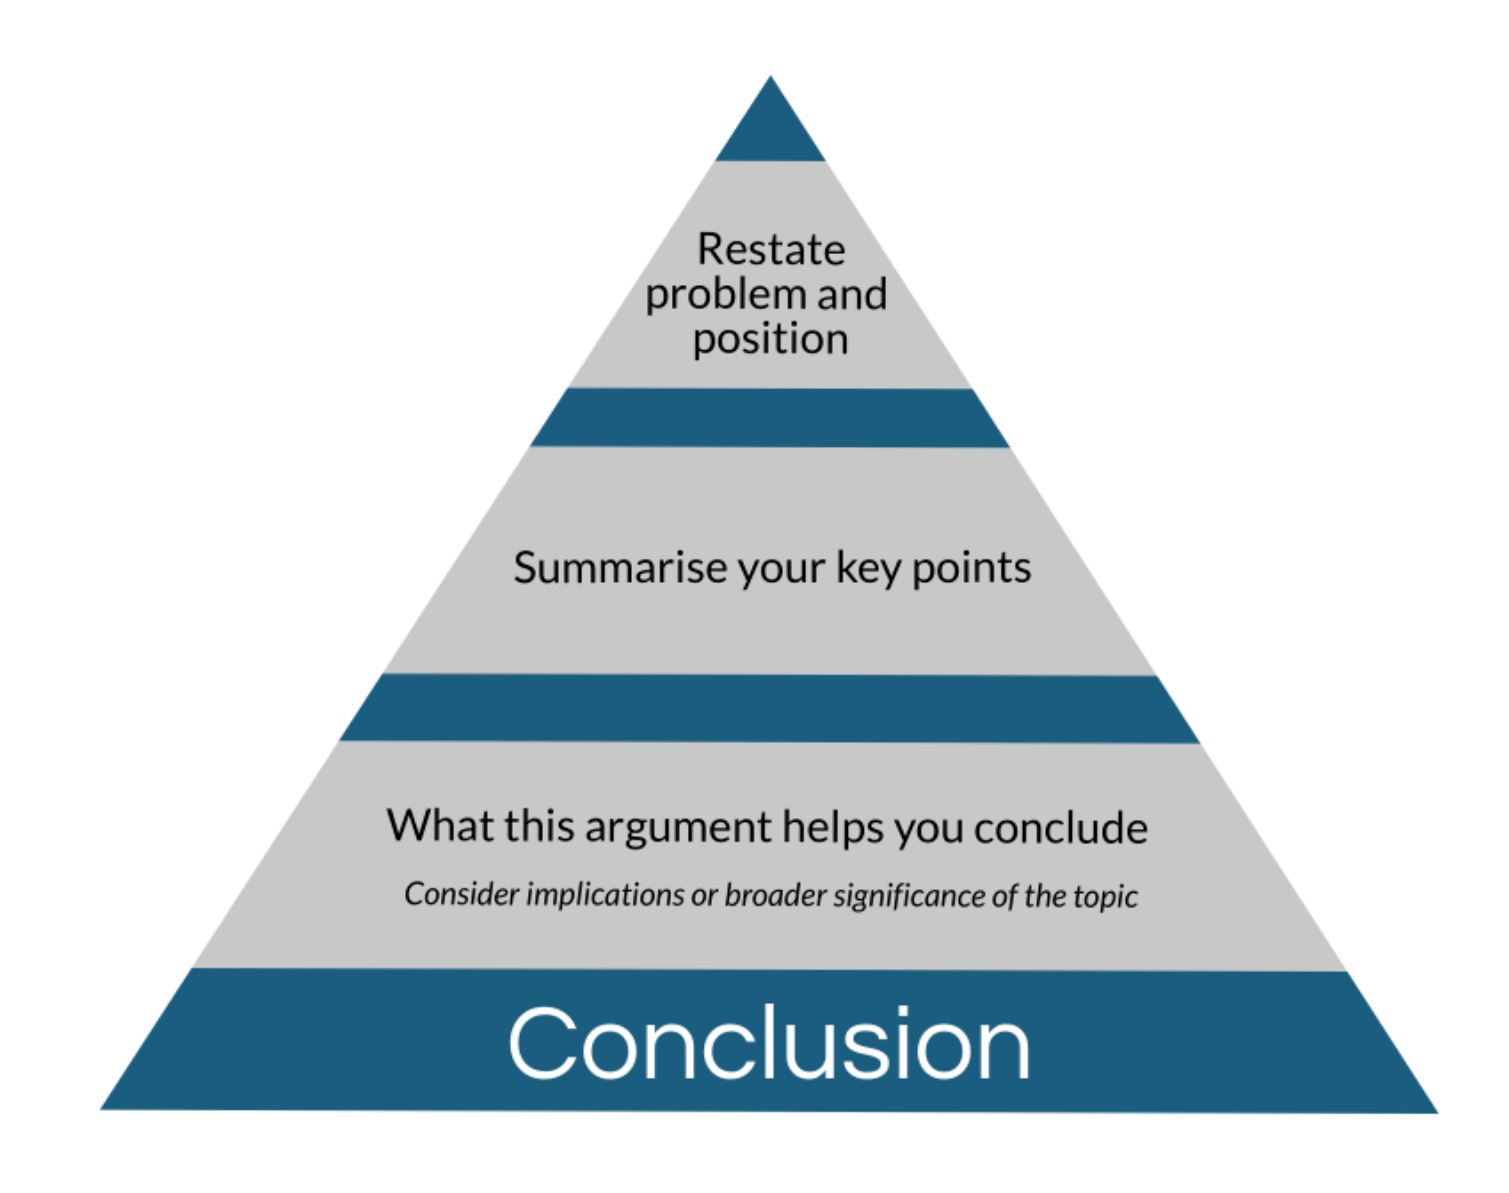 Restate
problem and
position
Summarise your key points
What this argument helps you conclude
Consider implications or broader significance of the topic
Conclusion